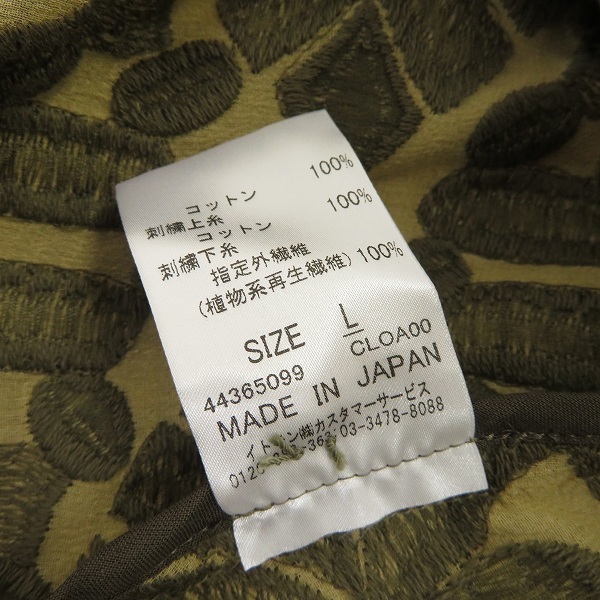 コットン 100%
刺繍上糸
コットン 100%
刺繍下糸
指定外繊維
(植物系再生繊維) 100%
SIZE L
44365099 CLOA00
MADE IN JAPAN
イト ン㈱カスタマーサービス
03-3478-8088